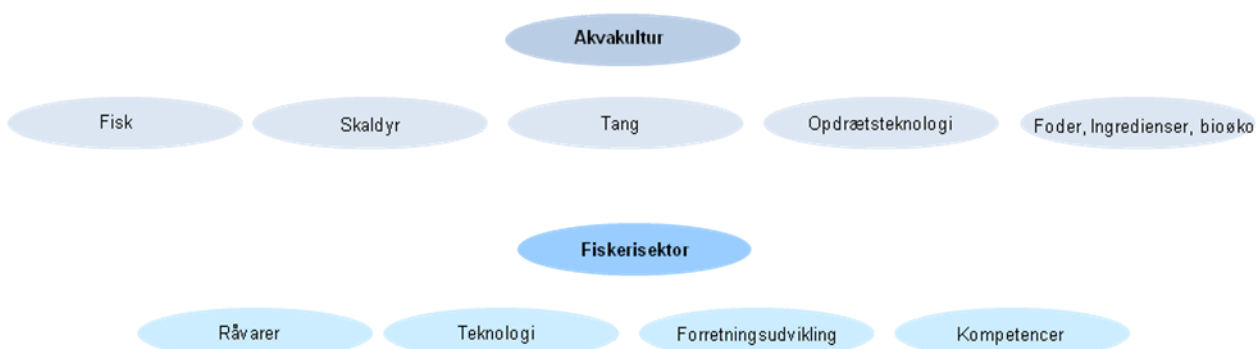 Akvakultur
Fisk
Skaldyr
Tang
Opdrætsteknologi
Foder, Ingredienser, bioøko
Fiskerisektor
Råvarer
Teknologi
Forretningsudvikling
Kompetencer